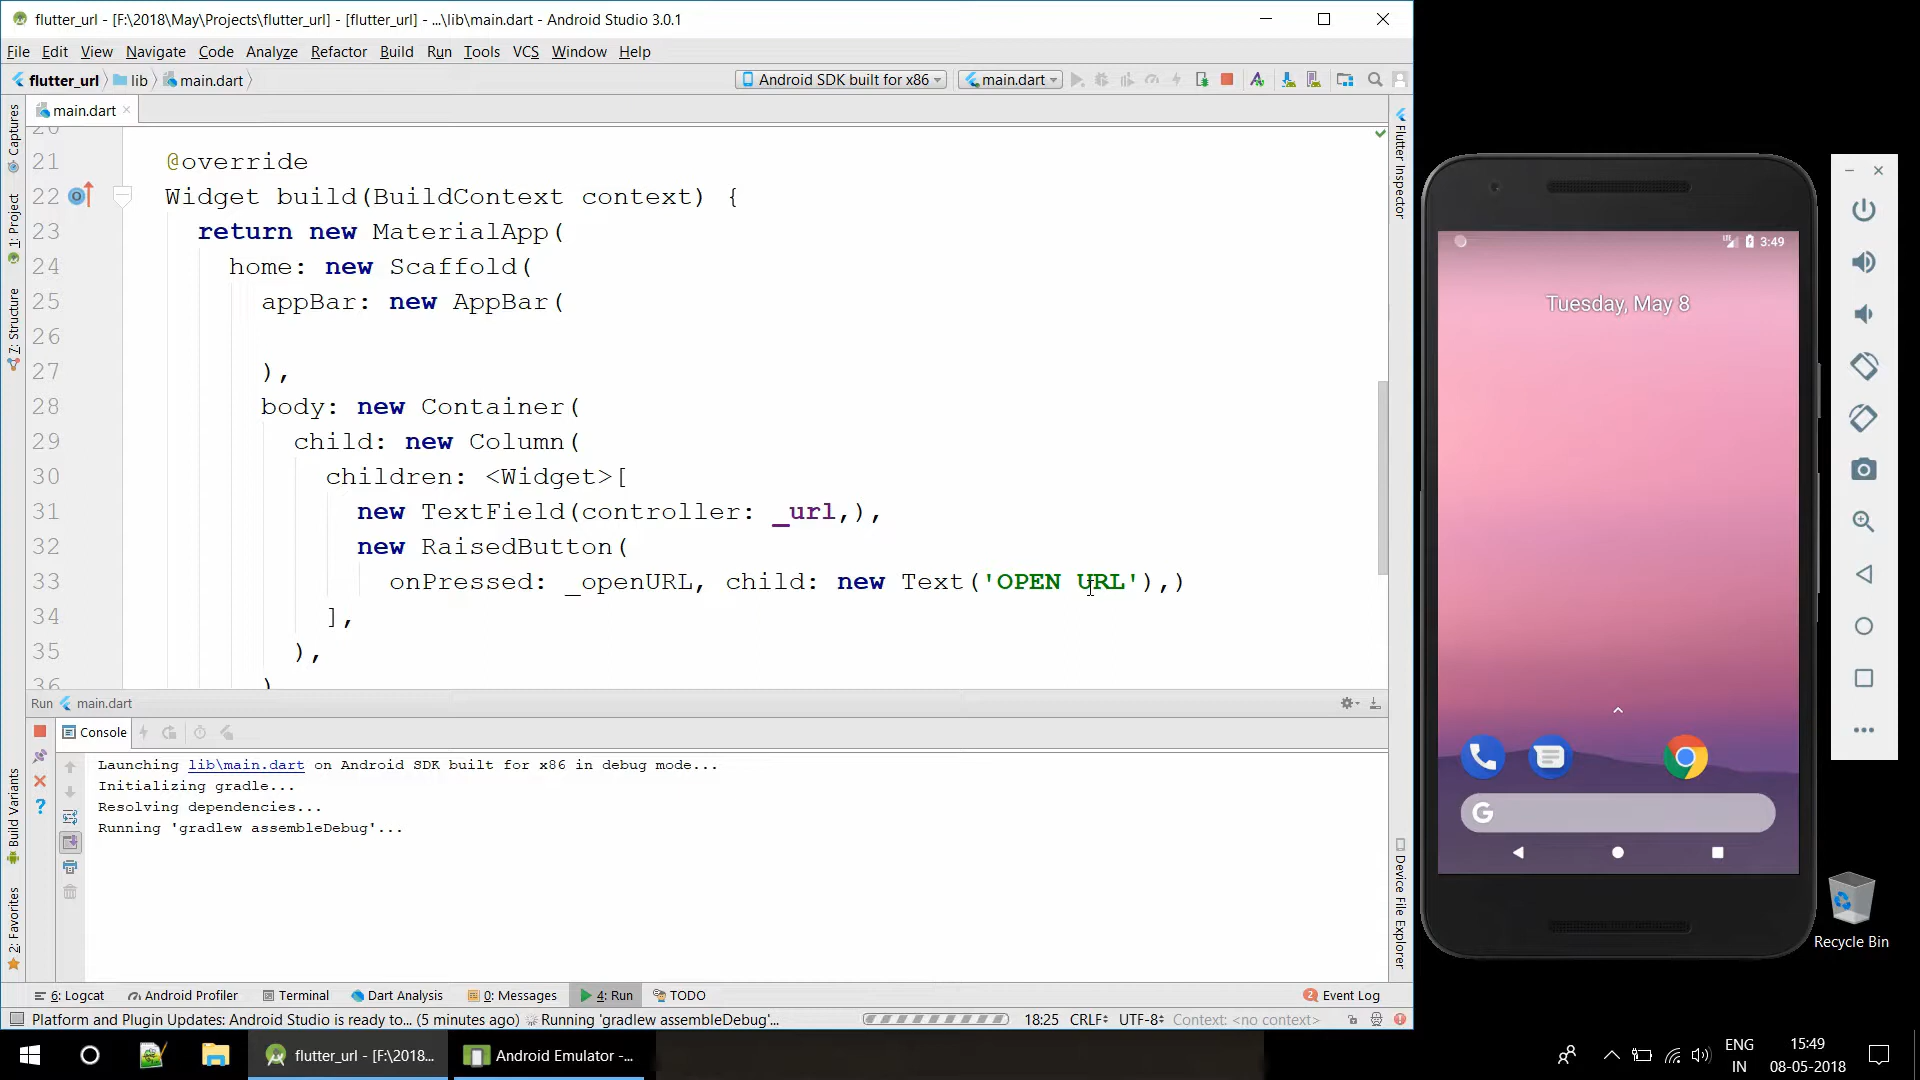 flutter_url - [F:\2018\May\Projects\flutter_url] - [flutter_url] - ...\lib\main.dart - Android Studio 3.0.1
File Edit View Navigate Code Analyze Refactor Build Run Tools VCS Window Help
flutter_url lib main.dart Android SDK built for x86 main.dart
main.dart
20
21 @override
22 Widget build(BuildContext context) {
23 return new MaterialApp(
24 home: new Scaffold(
25 appBar: new AppBar(
26
27 ),
28 body: new Container(
29 child: new Column(
30 children: <Widget>[
31 new TextField(controller: _url,),
32 new RaisedButton(
33 onPressed: _openURL, child: new Text('OPEN URL'),)
34 ],
35 ),
36 )
Captures
1: Project
7: Structure
Build Variants
2: Favorites
Flutter Inspector
Device File Explorer
Run main.dart
Console
Launching lib\main.dart on Android SDK built for x86 in debug mode...
Initializing gradle...
Resolving dependencies...
Running 'gradlew assembleDebug'...
6: Logcat Android Profiler Terminal Dart Analysis 0: Messages 4: Run TODO 2 Event Log
Platform and Plugin Updates: Android Studio is ready to... (5 minutes ago) Running 'gradlew assembleDebug'... 18:25 CRLF UTF-8 Context: <no context>
3:49
Tuesday, May 8
G
Recycle Bin
flutter_url - [F:\2018... Android Emulator -...
ENG
IN
15:49
08-05-2018